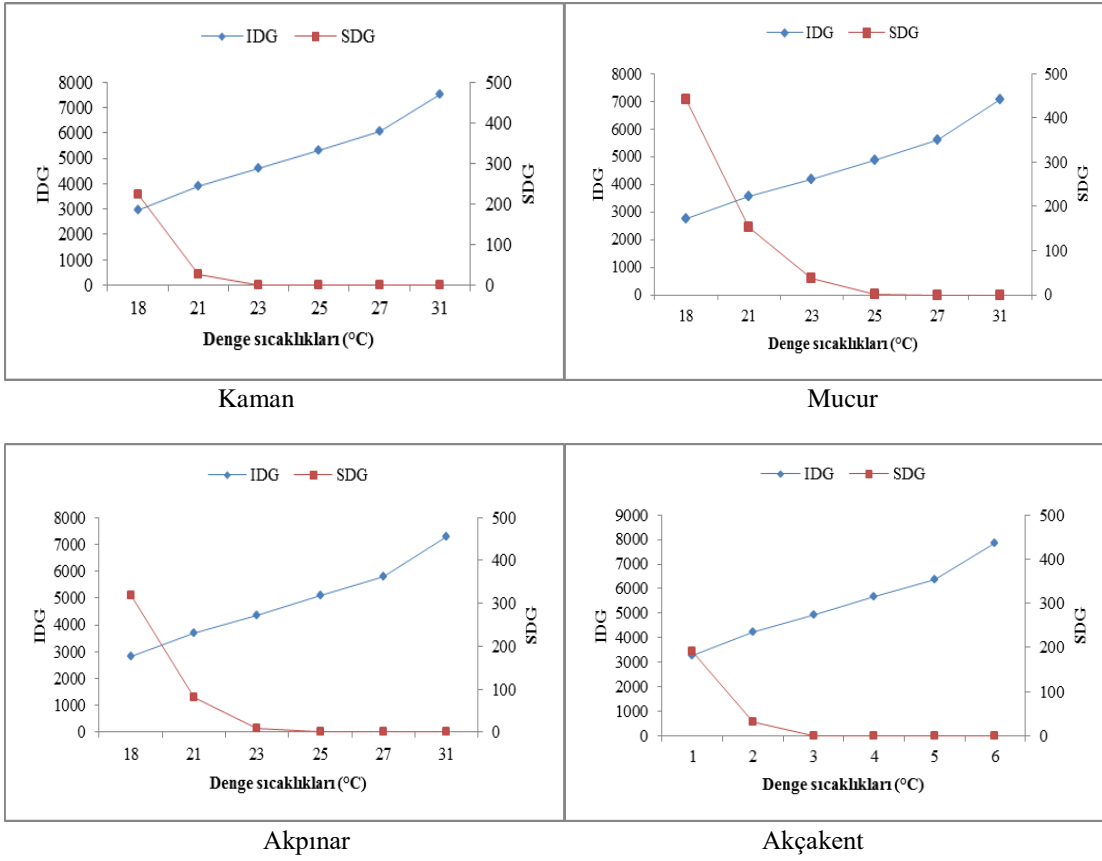 IDG SDG
8000
7000
6000
5000
4000
3000
2000
1000
0
IDG
500
400
300
200
100
0
SDG
18 21 23 25 27 31
Denge sıcaklıkları (°C)
Kaman
IDG SDG
8000
7000
6000
5000
4000
3000
2000
1000
0
IDG
500
400
300
200
100
0
SDG
18 21 23 25 27 31
Denge sıcaklıkları (°C)
Mucur
IDG SDG
8000
7000
6000
5000
4000
3000
2000
1000
0
IDG
500
400
300
200
100
0
SDG
18 21 23 25 27 31
Denge sıcaklıkları (°C)
Akpınar
IDG SDG
9000
8000
7000
6000
5000
4000
3000
2000
1000
0
IDG
500
400
300
200
100
0
SDG
1 2 3 4 5 6
Denge sıcaklıkları (°C)
Akçakent